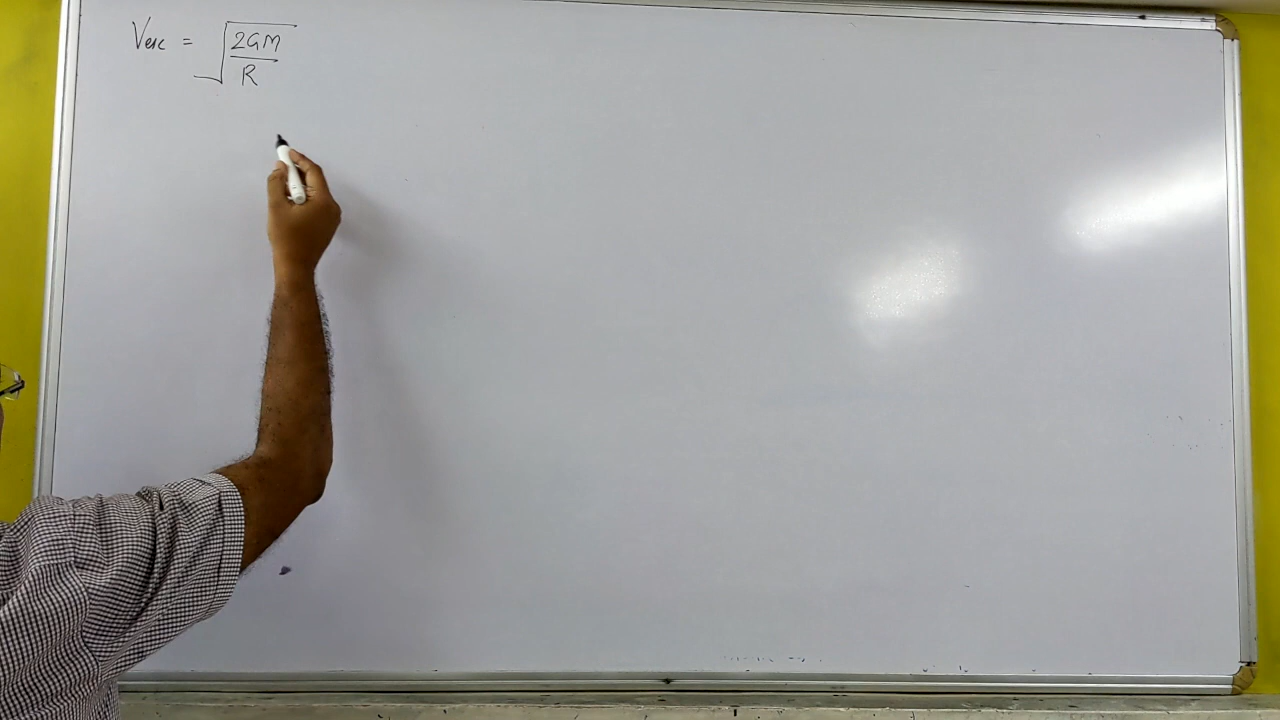 Vesc = √(2GM/R)